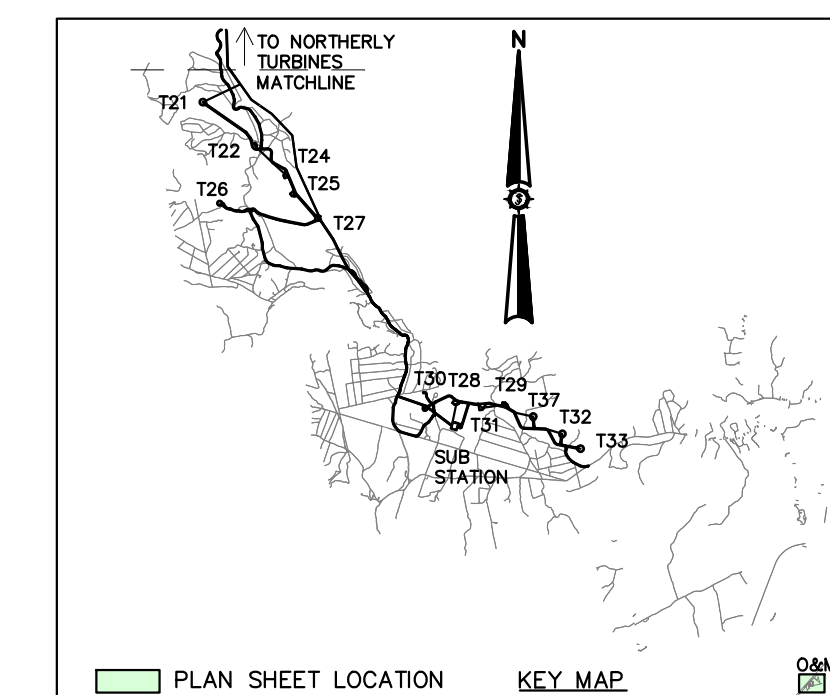 TO NORTHERLY
TURBINES
MATCHLINE
N
T21
T22
T24
T25
T26
T27
T30
T28
T29
T37
T31
T32
T33
SUB
STATION
PLAN SHEET LOCATION
KEY MAP
O&M